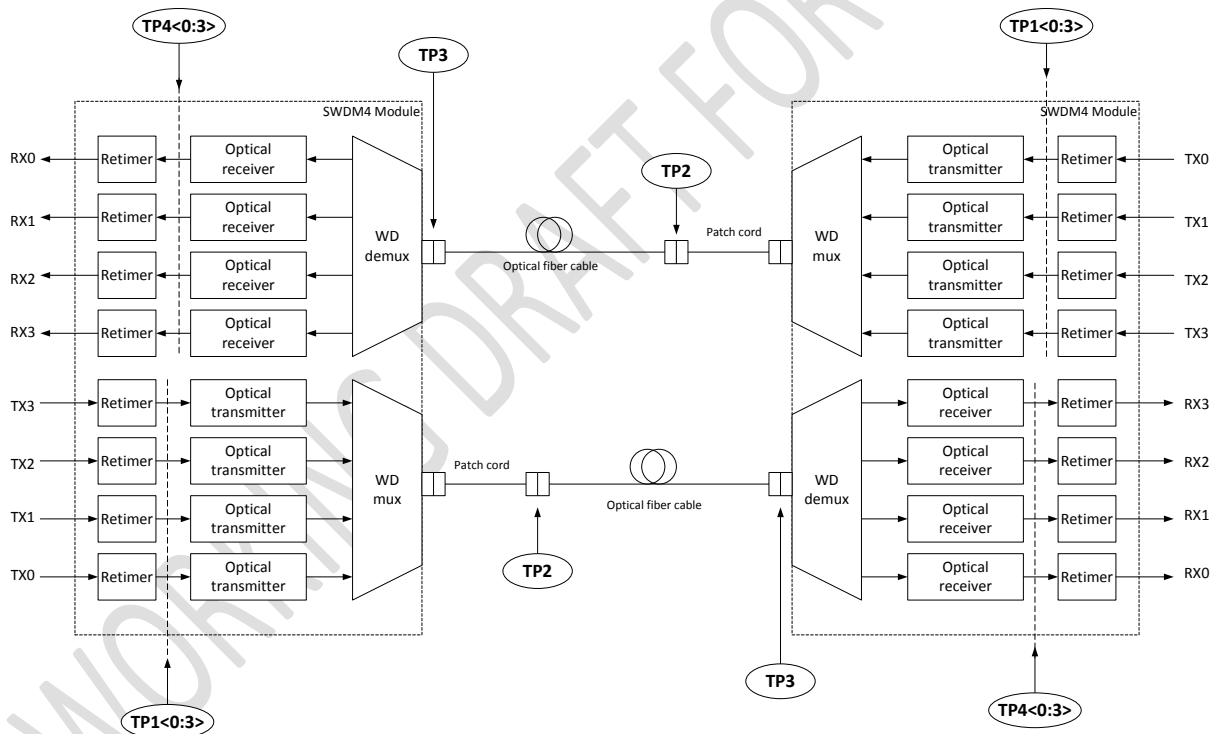 TP4<0:3>
TP1<0:3>
TP3
SWDM4 Module
SWDM4 Module
RX0
Retimer
Optical
receiver
Optical
transmitter
Retimer
TX0
TP2
RX1
Retimer
Optical
receiver
WD
demux
Optical fiber cable
Patch cord
WD
mux
Optical
transmitter
Retimer
TX1
RX2
Retimer
Optical
receiver
Optical
transmitter
Retimer
TX2
RX3
Retimer
Optical
receiver
Optical
transmitter
Retimer
TX3
TX3
Retimer
Optical
transmitter
Optical
receiver
Retimer
RX3
TX2
Retimer
Optical
transmitter
WD
mux
Patch cord
Optical fiber cable
WD
demux
Optical
receiver
Retimer
RX2
TX1
Retimer
Optical
transmitter
Optical
receiver
Retimer
RX1
TX0
Retimer
Optical
transmitter
TP2
Optical
receiver
Retimer
RX0
TP3
TP1<0:3>
TP4<0:3>
WORKING DRAFT FOR